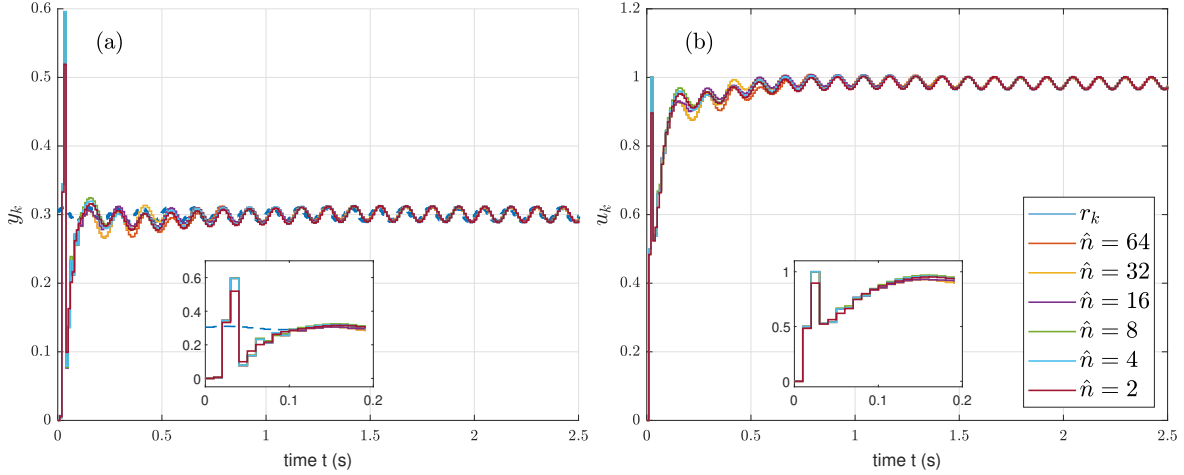 0.6
0.5
0.4
0.3
0.2
0.1
0
(a)
y_k
0.6
0.4
0.2
0
0 0.1 0.2
0 0.5 1 1.5 2 2.5
time t (s)
1.2
1
0.8
0.6
0.4
0.2
0
(b)
u_k
1
0.5
0
0 0.1 0.2
0 0.5 1 1.5 2 2.5
time t (s)
r_k
n̂ = 64
n̂ = 32
n̂ = 16
n̂ = 8
n̂ = 4
n̂ = 2